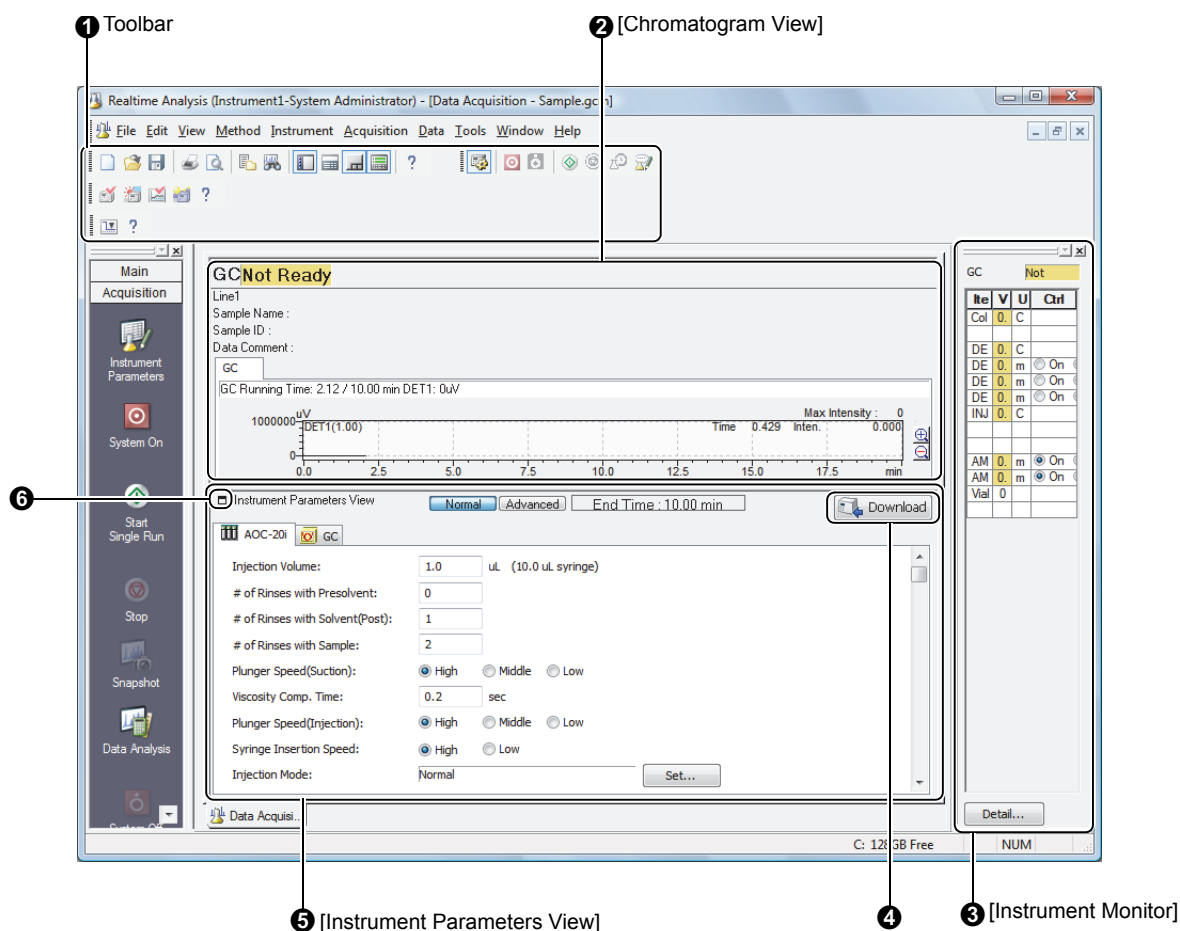 1 Toolbar
2 [Chromatogram View]
Realtime Analysis (Instrument1-System Administrator) - [Data Acquisition - Sample.gcm]
File Edit View Method Instrument Acquisition Data Tools Window Help
?
?
?
Main
Acquisition
Instrument Parameters
System On
Start Single Run
Stop
Snapshot
Data Analysis
GC Not Ready
Line1
Sample Name :
Sample ID :
Data Comment :
GC
GC Running Time: 2.12 / 10.00 min DET1: 0uV
uV Max Intensity : 0
1000000 DET1(1.00) Time 0.429 Inten. 0.000
0
0.0 2.5 5.0 7.5 10.0 12.5 15.0 17.5 min
6
Instrument Parameters View Normal Advanced End Time : 10.00 min Download
AOC-20i GC
Injection Volume: 1.0 uL (10.0 uL syringe)
# of Rinses with Presolvent: 0
# of Rinses with Solvent(Post): 1
# of Rinses with Sample: 2
Plunger Speed(Suction): High Middle Low
Viscosity Comp. Time: 0.2 sec
Plunger Speed(Injection): High Middle Low
Syringe Insertion Speed: High Low
Injection Mode: Normal Set...
Data Acquisi...
GC Not
Ite V U Ctrl
Col 0. C
DE 0. C
DE 0. m On
DE 0. m On
DE 0. m On
INJ 0. C
AM 0. m On
AM 0. m On
Vial 0
Detail...
C: 128GB Free NUM
5 [Instrument Parameters View]
4
3 [Instrument Monitor]